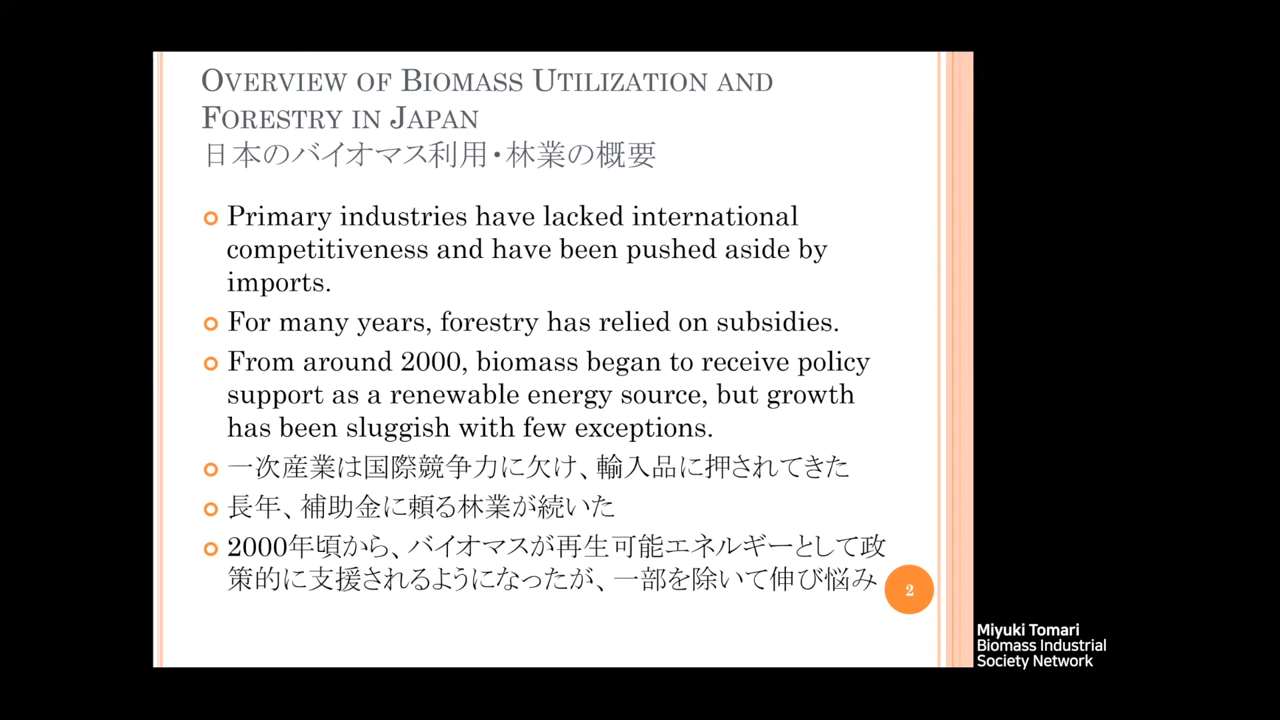 OVERVIEW OF BIOMASS UTILIZATION AND
FORESTRY IN JAPAN
日本のバイオマス利用・林業の概要
Primary industries have lacked international
competitiveness and have been pushed aside by
imports.
For many years, forestry has relied on subsidies.
From around 2000, biomass began to receive policy
support as a renewable energy source, but growth
has been sluggish with few exceptions.
一次産業は国際競争力に欠け、輸入品に押されてきた
長年、補助金に頼る林業が続いた
2000年頃から、バイオマスが再生可能エネルギーとして政
策的に支援されるようになったが、一部を除いて伸び悩み
2
Miyuki Tomari
Biomass Industrial
Society Network